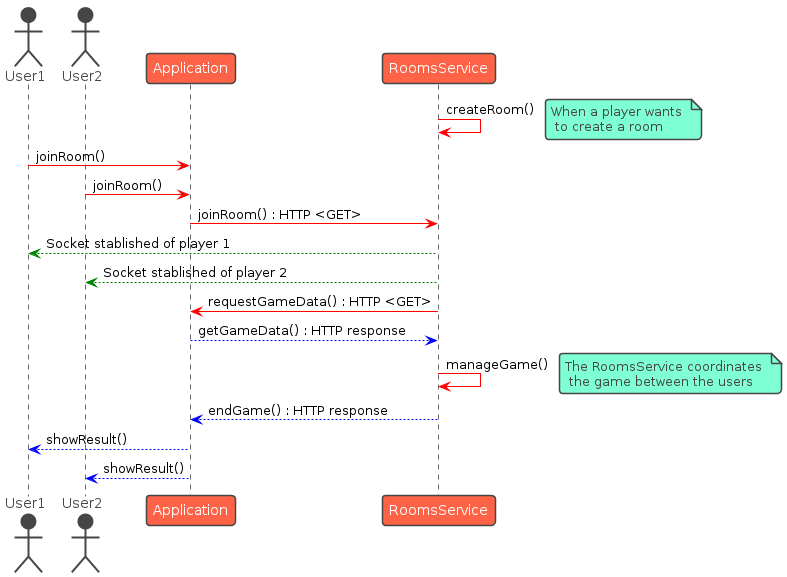 User1
User2
Application
RoomsService
createRoom()
When a player wants
to create a room
joinRoom()
joinRoom()
joinRoom() : HTTP <GET>
Socket stablished of player 1
Socket stablished of player 2
requestGameData() : HTTP <GET>
getGameData() : HTTP response
manageGame()
The RoomsService coordinates
the game between the users
endGame() : HTTP response
showResult()
showResult()
User1
User2
Application
RoomsService